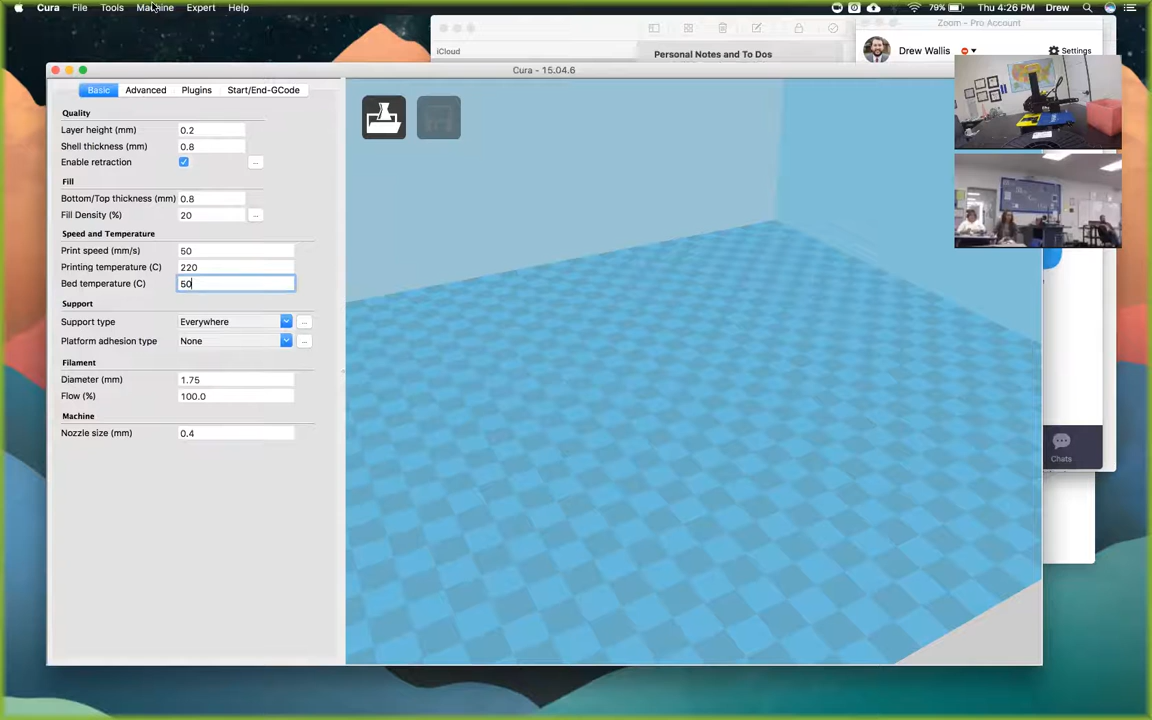 Cura File Tools Machine Expert Help
79% Thu 4:26 PM Drew
Zoom - Pro Account
iCloud
Personal Notes and To Dos
Drew Wallis
Settings
Cura - 15.04.6
Basic Advanced Plugins Start/End-GCode
Quality
Layer height (mm) 0.2
Shell thickness (mm) 0.8
Enable retraction ...
Fill
Bottom/Top thickness (mm) 0.8
Fill Density (%) 20 ...
Speed and Temperature
Print speed (mm/s) 50
Printing temperature (C) 220
Bed temperature (C) 50
Support
Support type Everywhere ...
Platform adhesion type None ...
Filament
Diameter (mm) 1.75
Flow (%) 100.0
Machine
Nozzle size (mm) 0.4
Chats